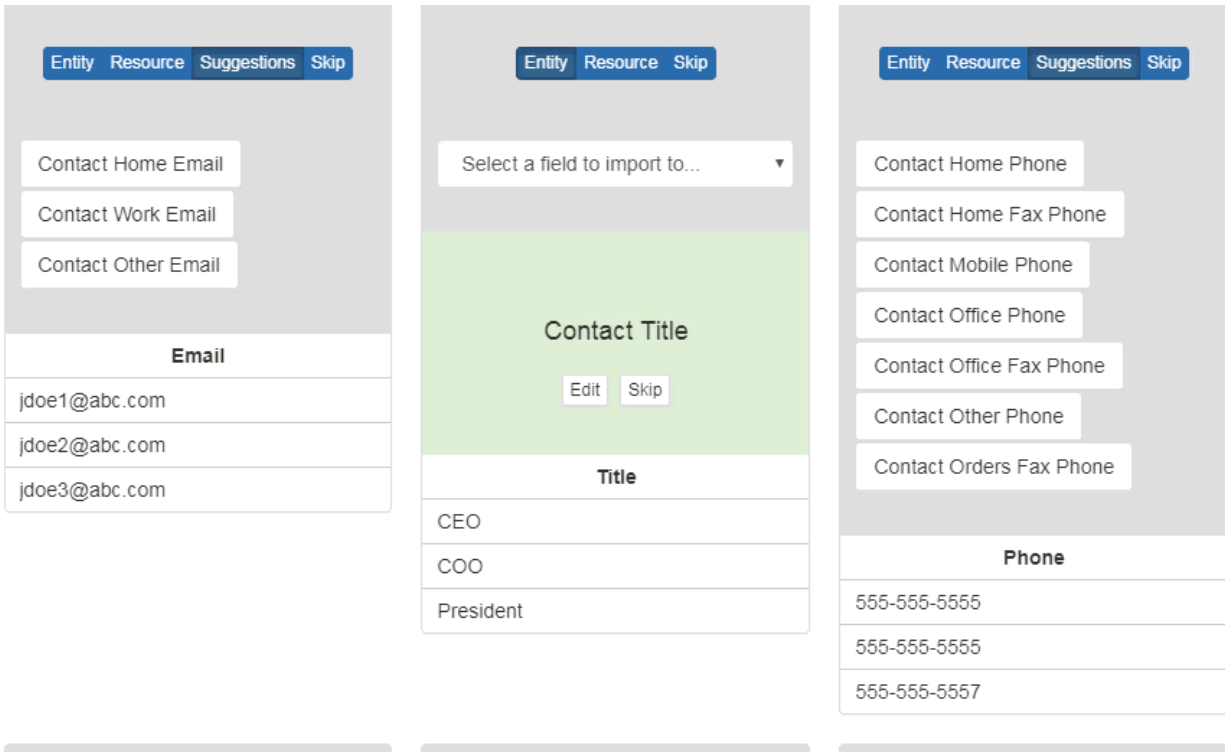 Entity Resource Suggestions Skip
Contact Home Email
Contact Work Email
Contact Other Email
Email
jdoe1@abc.com
jdoe2@abc.com
jdoe3@abc.com
Entity Resource Skip
Select a field to import to...
Contact Title
Edit Skip
Title
CEO
COO
President
Entity Resource Suggestions Skip
Contact Home Phone
Contact Home Fax Phone
Contact Mobile Phone
Contact Office Phone
Contact Office Fax Phone
Contact Other Phone
Contact Orders Fax Phone
Phone
555-555-5555
555-555-5555
555-555-5557